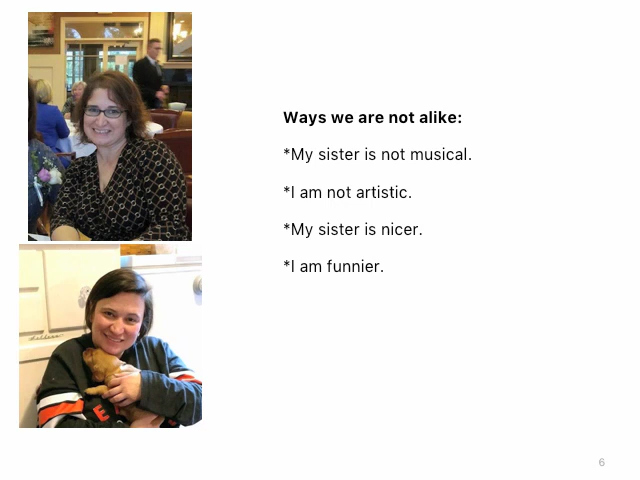 Ways we are not alike:
*My sister is not musical.
*I am not artistic.
*My sister is nicer.
*I am funnier.
6